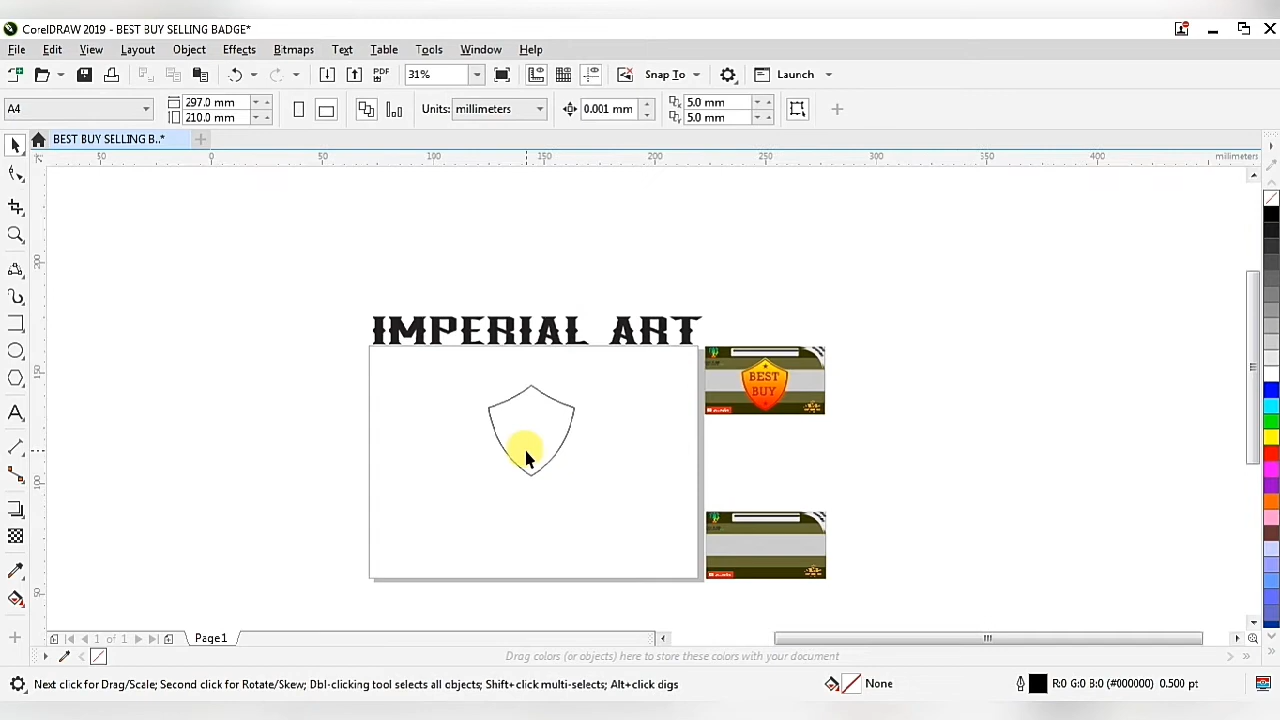 CorelDRAW 2019 - BEST BUY SELLING BADGE*
File Edit View Layout Object Effects Bitmaps Text Table Tools Window Help
PDF 31% Snap To Launch
A4 297.0 mm 210.0 mm Units: millimeters 0.001 mm 5.0 mm 5.0 mm
BEST BUY SELLING B..*
50 0 50 100 150 200 250 300 350 400 millimeters
200
150
100
50
IMPERIAL ART
BEST
BUY
1 of 1 Page1
Drag colors (or objects) here to store these colors with your document
Next click for Drag/Scale; Second click for Rotate/Skew; Dbl-clicking tool selects all objects; Shift+click multi-selects; Alt+click digs None R:0 G:0 B:0 (#000000) 0.500 pt